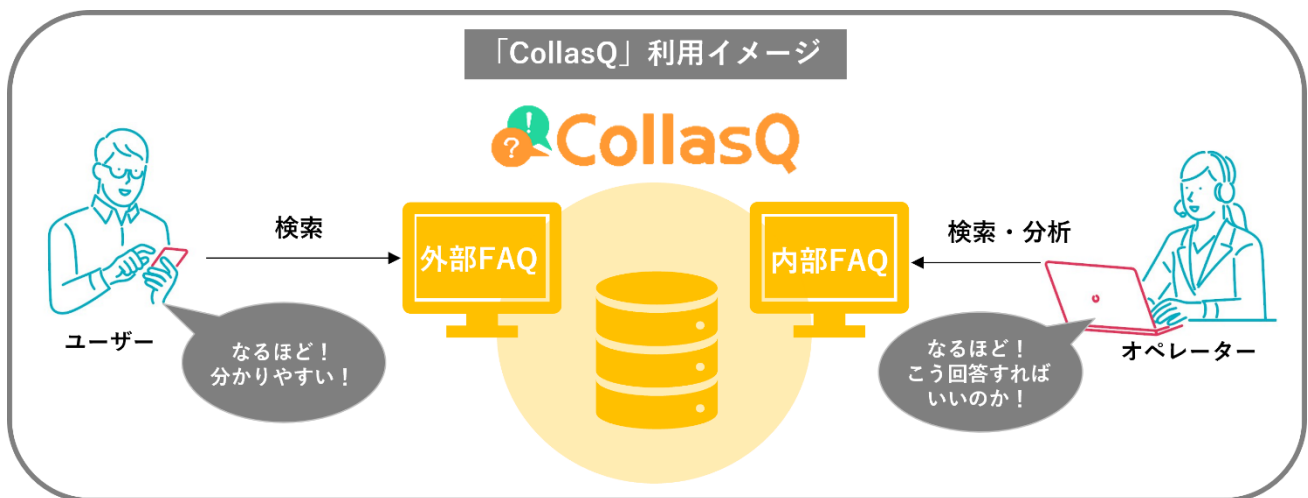 「CollasQ」利用イメージ
! ?
CollasQ
検索
外部FAQ
内部FAQ
検索・分析
ユーザー
なるほど！
分かりやすい！
なるほど！
こう回答すれば
いいのか！
オペレーター